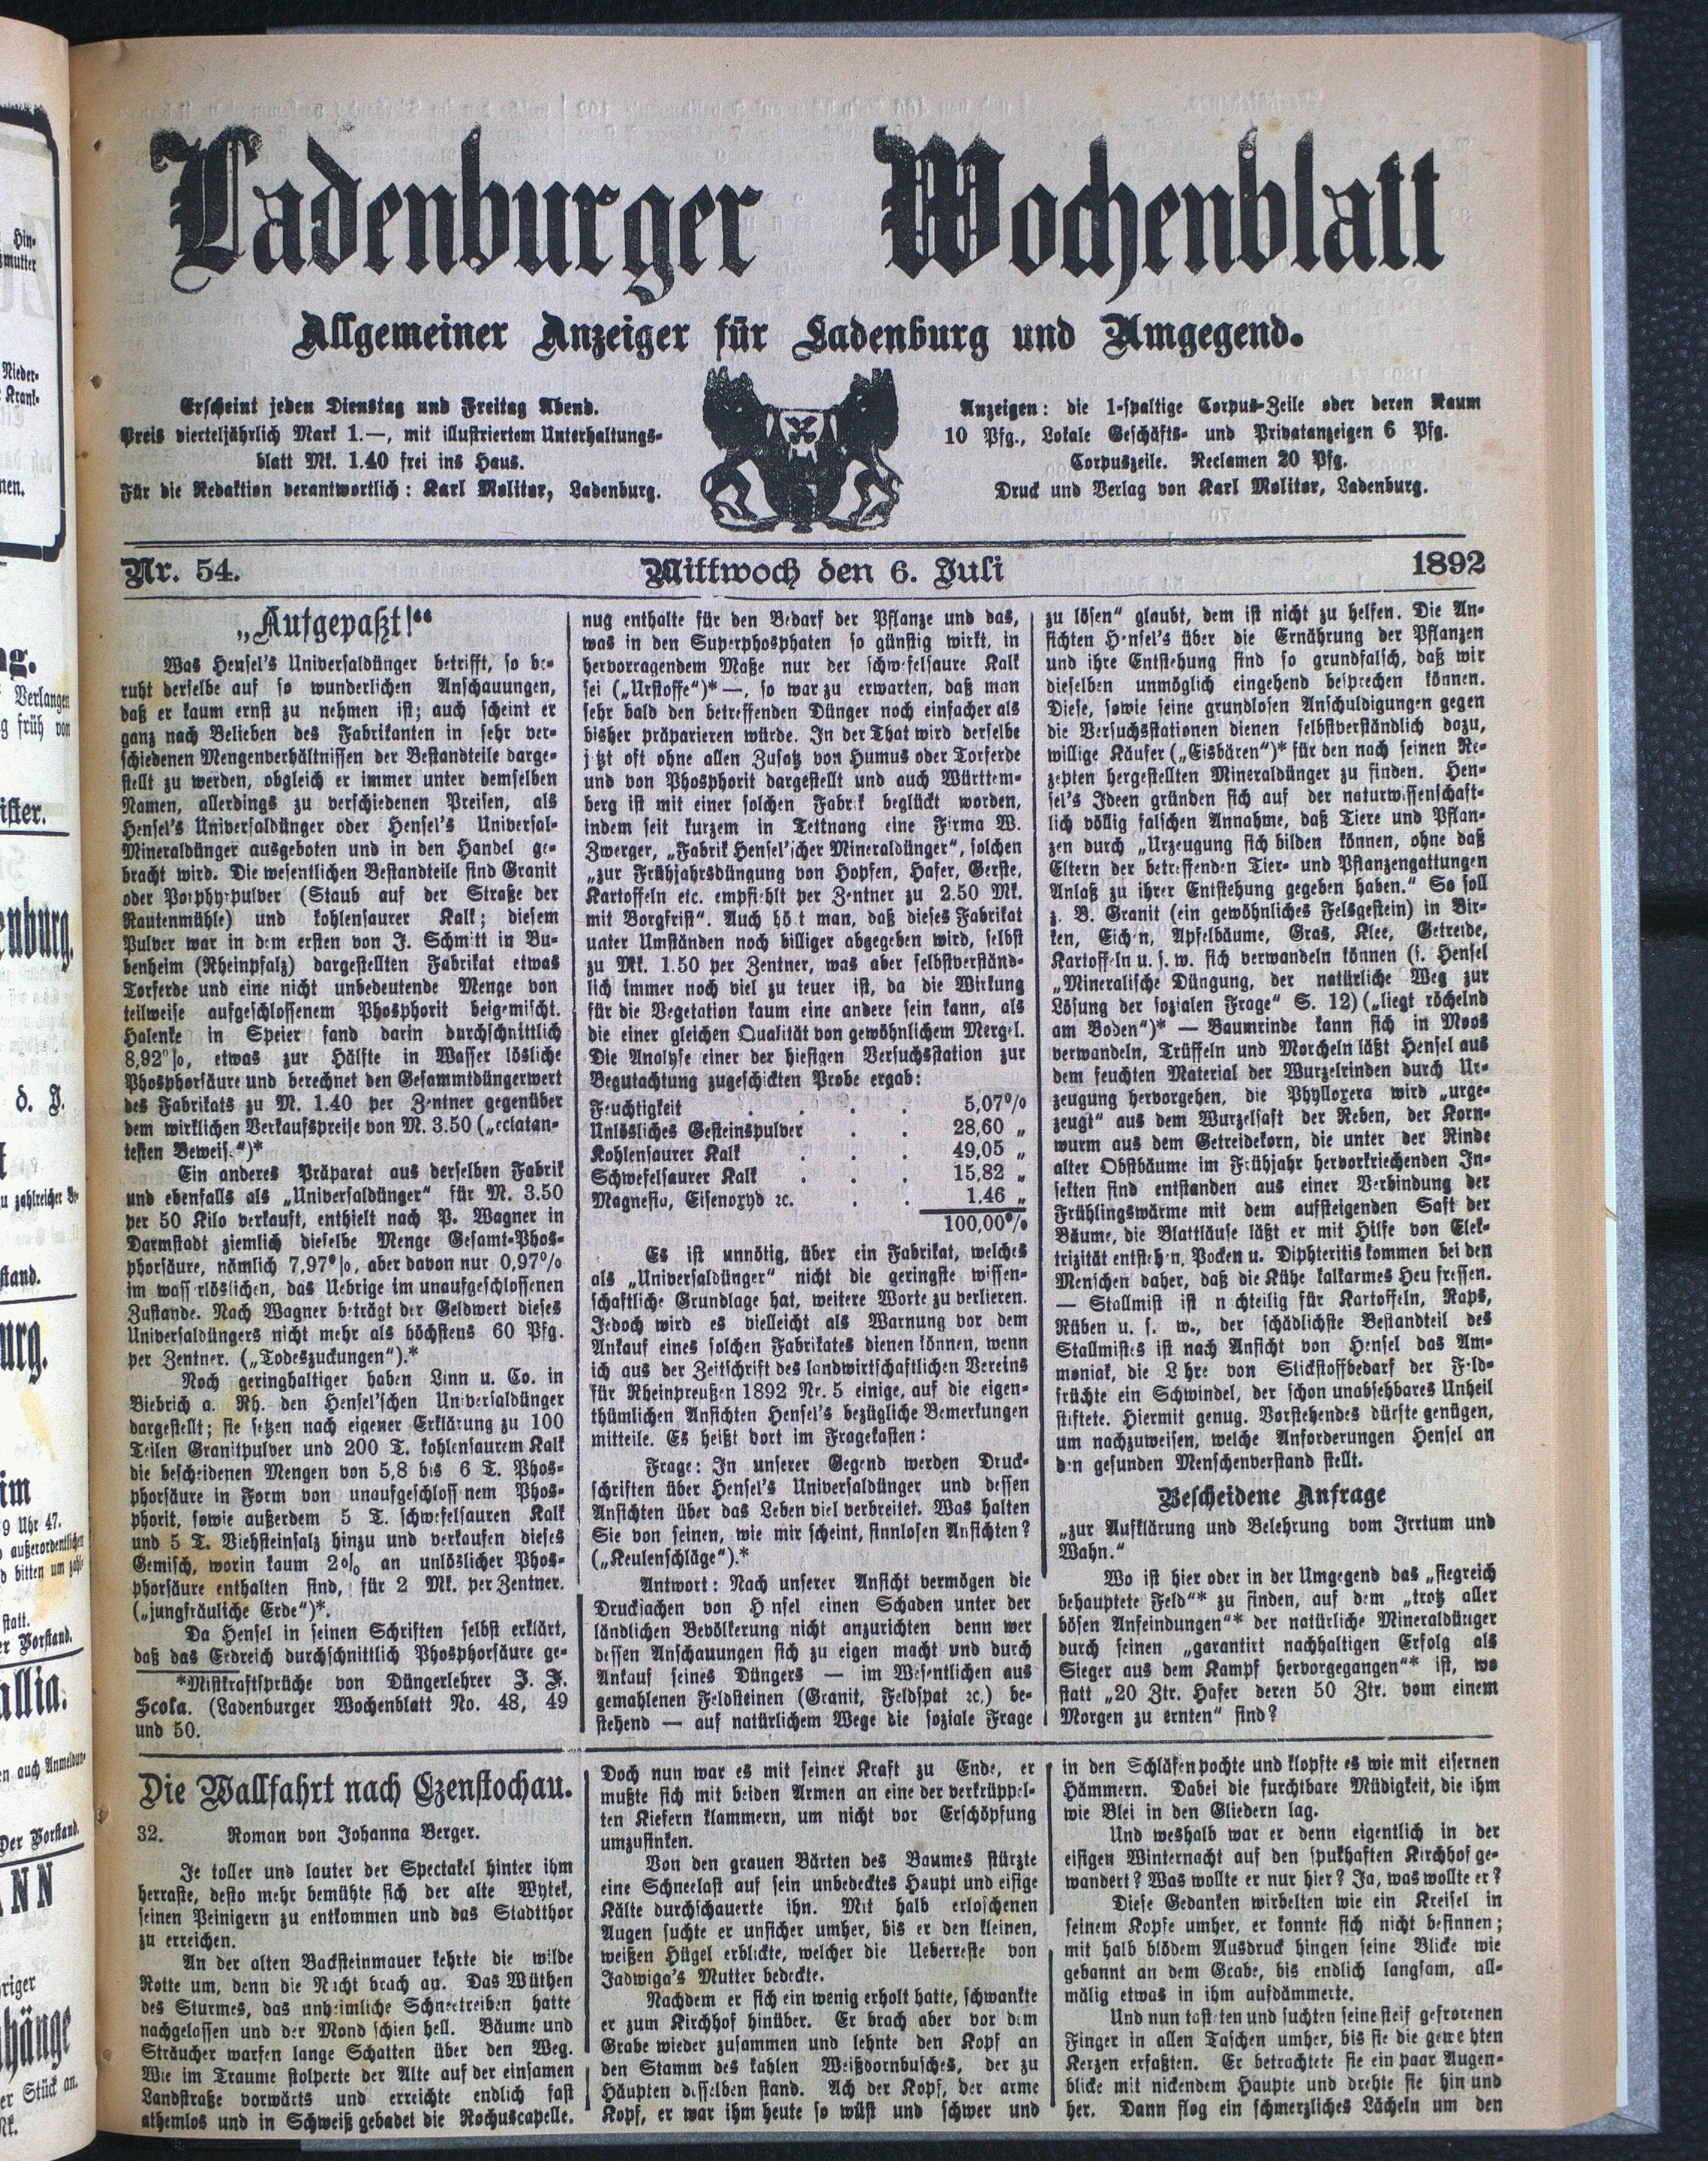 Ladenburger Wochenblatt
Allgemeiner Anzeiger für Ladenburg und Umgegend.
Erscheint jeden Dienstag und Freitag Abend.
Preis vierteljährlich Mark 1.—, mit illustriertem Unterhaltungs-
blatt Mk. 1.40 frei ins Haus.
Für die Redaktion verantwortlich: Karl Molitor, Ladenburg.
Anzeigen: die 1-spaltige Corpus-Zeile oder deren Raum
10 Pfg., Lokale Geschäfts- und Privatanzeigen 6 Pfg.
Corpuszeile. Reclamen 20 Pfg.
Druck und Verlag von Karl Molitor, Ladenburg.
Nr. 54. Mittwoch den 6. Juli 1892
„Aufgepaßt!“
Was Hensel's Universaldünger betrifft, so be-
ruht derselbe auf so wunderlichen Anschauungen,
daß er kaum ernst zu nehmen ist; auch scheint er
ganz nach Belieben des Fabrikanten in sehr ver-
schiedenen Mengenverhältnissen der Bestandteile darge-
stellt zu werden, obgleich er immer unter demselben
Namen, allerdings zu verschiedenen Preisen, als
Hensel's Universaldünger oder Hensel's Universal-
Mineraldünger ausgeboten und in den Handel ge-
bracht wird. Die wesentlichen Bestandteile sind Granit
oder Porphyrpulver (Staub auf der Straße der
Rautenmühle) und kohlensaurer Kalk; diesem
Pulver war in dem ersten von J. Schmitt in Bu-
benheim (Rheinpfalz) dargestellten Fabrikat etwas
Torferde und eine nicht unbedeutende Menge von
teilweise aufgeschlossenem Phosphorit beigemischt.
Halenke in Speier fand darin durchschnittlich
8,92%, etwas zur Hälfte in Wasser lösliche
Phosphorsäure und berechnet den Gesammtdüngerwert
des Fabrikats zu M. 1.40 per Zentner gegenüber
dem wirklichen Verkaufspreise von M. 3.50 („eclatan-
testen Beweis.“)*
Ein anderes Präparat aus derselben Fabrik
und ebenfalls als „Universaldünger“ für M. 3.50
per 50 Kilo verkauft, enthielt nach P. Wagner in
Darmstadt ziemlich dieselbe Menge Gesamt-Phos-
phorsäure, nämlich 7,97%, aber davon nur 0,97%
im wasserlöslichen, das Uebrige im unaufgeschlossenen
Zustande. Nach Wagner beträgt der Geldwert dieses
Universaldüngers nicht mehr als höchstens 60 Pfg.
per Zentner. („Todeszuckungen“).*
Noch geringhaltiger haben Linn u. Co. in
Biebrich a. Rh. den Hensel'schen Universaldünger
dargestellt; sie setzen nach eigener Erklärung zu 100
Teilen Granitpulver und 200 T. kohlensaurem Kalk
die bescheidenen Mengen von 5,8 bis 6 T. Phos-
phorsäure in Form von unaufgeschlossenem Phos-
phorit, sowie außerdem 5 T. schwefelsauren Kalk
und 5 T. Viehsteinsalz hinzu und verkaufen dieses
Gemisch, worin kaum 2% an unlöslicher Phos-
phorsäure enthalten sind, für 2 Mk. per Zentner.
(„jungfräuliche Erde“)*.
Da Hensel in seinen Schriften selbst erklärt,
daß das Erdreich durchschnittlich Phosphorsäure ge-
*Mistkraftsprüche von Düngerlehrer J. J.
Scola. (Ladenburger Wochenblatt No. 48, 49
und 50.
nug enthalte für den Bedarf der Pflanze und das,
was in den Superphosphaten so günstig wirkt, in
hervorragendem Maße nur der schwefelsaure Kalk
sei („Urstoffe“)* —, so war zu erwarten, daß man
sehr bald den betreffenden Dünger noch einfacher als
bisher präparieren würde. In der That wird derselbe
jetzt oft ohne allen Zusatz von Humus oder Torferde
und von Phosphorit dargestellt und auch Württem-
berg ist mit einer solchen Fabrik beglückt worden,
indem seit kurzem in Tettnang eine Firma W.
Zwerger, „Fabrik Hensel'scher Mineraldünger“, solchen
„zur Frühjahrsdüngung von Hopfen, Hafer, Gerste,
Kartoffeln etc. empfiehlt per Zentner zu 2.50 Mk.
mit Borgfrist“. Auch hört man, daß dieses Fabrikat
unter Umständen noch billiger abgegeben wird, selbst
zu Mk. 1.50 per Zentner, was aber selbstverständ-
lich immer noch viel zu teuer ist, da die Wirkung
für die Vegetation kaum eine andere sein kann, als
die einer gleichen Qualität von gewöhnlichem Mergel.
Die Analyse einer der hiesigen Versuchsstation zur
Begutachtung zugeschickten Probe ergab:
Feuchtigkeit . . . . 5,07%
Unlösliches Gesteinspulver . . 28,60 „
Kohlensaurer Kalk . . . 49,05 „
Schwefelsaurer Kalk . . . 15,82 „
Magnesia, Eisenoxyd ꝛc. . . 1,46 „
100,00%
Es ist unnötig, über ein Fabrikat, welches
als „Universaldünger“ nicht die geringste wissen-
schaftliche Grundlage hat, weitere Worte zu verlieren.
Jedoch wird es vielleicht als Warnung vor dem
Ankauf eines solchen Fabrikates dienen können, wenn
ich aus der Zeitschrift des landwirtschaftlichen Vereins
für Rheinpreußen 1892 Nr. 5 einige, auf die eigen-
thümlichen Ansichten Hensel's bezügliche Bemerkungen
mitteile. Es heißt dort im Fragekasten:
Frage: In unserer Gegend werden Druck-
schriften über Hensel's Universaldünger und dessen
Ansichten über das Leben viel verbreitet. Was halten
Sie von seinen, wie mir scheint, sinnlosen Ansichten?
(„Keulenschläge“).*
Antwort: Nach unserer Ansicht vermögen die
Drucksachen von Hensel einen Schaden unter der
ländlichen Bevölkerung nicht anzurichten denn wer
dessen Anschauungen sich zu eigen macht und durch
Ankauf seines Düngers — im Wesentlichen aus
gemahlenen Feldsteinen (Granit, Feldspat ꝛc.) be-
stehend — auf natürlichem Wege die soziale Frage
zu lösen“ glaubt, dem ist nicht zu helfen. Die An-
sichten Hensel's über die Ernährung der Pflanzen
und ihre Entstehung sind so grundfalsch, daß wir
dieselben unmöglich eingehend besprechen können.
Diese, sowie seine grundlosen Anschuldigungen gegen
die Versuchsstationen dienen selbstverständlich dazu,
willige Käufer („Eisbären“)* für den nach seinen Re-
zepten hergestellten Mineraldünger zu finden. Hen-
sel's Ideen gründen sich auf der naturwissenschaft-
lich völlig falschen Annahme, daß Tiere und Pflan-
zen durch „Urzeugung sich bilden können, ohne daß
Eltern der betreffenden Tier- und Pflanzengattungen
Anlaß zu ihrer Entstehung gegeben haben.“ So soll
z. B. Granit (ein gewöhnliches Felsgestein) in Bir-
ken, Eichen, Apfelbäume, Gras, Klee, Getreide,
Kartoffeln u. s. w. sich verwandeln können (s. Hensel
„Mineralische Düngung, der natürliche Weg zur
Lösung der sozialen Frage“ S. 12) („liegt röchelnd
am Boden“)* — Baumrinde kann sich in Moos
verwandeln, Trüffeln und Morcheln läßt Hensel aus
dem feuchten Material der Wurzelrinden durch Ur-
zeugung hervorgehen, die Phylloxera wird „urge-
zeugt“ aus dem Wurzelsaft der Reben, der Korn-
wurm aus dem Getreidekorn, die unter der Rinde
alter Obstbäume im Frühjahr hervorkriechenden In-
sekten sind entstanden aus einer Verbindung der
Frühlingswärme mit dem aufsteigenden Saft der
Bäume, die Blattläuse läßt er mit Hilfe von Elek-
trizität entstehen, Pocken u. Diphteritis kommen bei den
Menschen daher, daß die Kühe kalkarmes Heu fressen.
— Stallmist ist nachteilig für Kartoffeln, Raps,
Rüben u. s. w., der schädlichste Bestandteil des
Stallmistes ist nach Ansicht von Hensel das Am-
moniak, die Lehre von Stickstoffbedarf der Feld-
früchte ein Schwindel, der schon unabsehbares Unheil
stiftete. Hiermit genug. Vorstehendes dürfte genügen,
um nachzuweisen, welche Anforderungen Hensel an
den gesunden Menschenverstand stellt.
Bescheidene Anfrage
„zur Aufklärung und Belehrung vom Irrtum und
Wahn.“
Wo ist hier oder in der Umgegend das „siegreich
behauptete Feld“* zu finden, auf dem „trotz aller
bösen Anfeindungen“* der natürliche Mineraldünger
durch seinen „garantirt nachhaltigen Erfolg als
Sieger aus dem Kampf hervorgegangen“* ist, wo
statt „20 Ztr. Hafer deren 50 Ztr. vom einem
Morgen zu ernten“ sind?
Die Wallfahrt nach Czenstochau.
32. Roman von Johanna Berger.
Je toller und lauter der Spectakel hinter ihm
herraste, desto mehr bemühte sich der alte Wytek,
seinen Peinigern zu entkommen und das Stadtthor
zu erreichen.
An der alten Backsteinmauer kehrte die wilde
Rotte um, denn die Nacht brach an. Das Wüthen
des Sturmes, das unheimliche Schneetreiben hatte
nachgelassen und der Mond schien hell. Bäume und
Sträucher warfen lange Schatten über den Weg.
Wie im Traume stolperte der Alte auf der einsamen
Landstraße vorwärts und erreichte endlich fast
athemlos und in Schweiß gebadet die Rochuscapelle.
Doch nun war es mit seiner Kraft zu Ende, er
mußte sich mit beiden Armen an eine der verkrüppel-
ten Kiefern klammern, um nicht vor Erschöpfung
umzusinken.
Von den grauen Bärten des Baumes stürzte
eine Schneelast auf sein unbedecktes Haupt und eisige
Kälte durchschauerte ihn. Mit halb erloschenen
Augen suchte er unsicher umher, bis er den kleinen,
weißen Hügel erblickte, welcher die Ueberreste von
Jadwiga's Mutter bedeckte.
Nachdem er sich ein wenig erholt hatte, schwankte
er zum Kirchhof hinüber. Er brach aber vor dem
Grabe wieder zusammen und lehnte den Kopf an
den Stamm des kahlen Weißdornbusches, der zu
Häupten desselben stand. Ach der Kopf, der arme
Kopf, er war ihm heute so wüst und schwer und
in den Schläfen pochte und klopfte es wie mit eisernen
Hämmern. Dabei die furchtbare Müdigkeit, die ihm
wie Blei in den Gliedern lag.
Und weshalb war er denn eigentlich in der
eisigen Winternacht auf den spukhaften Kirchhof ge-
wandert? Was wollte er nur hier? Ja, was wollte er?
Diese Gedanken wirbelten wie ein Kreisel in
seinem Kopfe umher, er konnte sich nicht besinnen;
mit halb blödem Ausdruck hingen seine Blicke wie
gebannt an dem Grabe, bis endlich langsam, all-
mälig etwas in ihm aufdämmerte.
Und nun tasteten und suchten seine steif gefrorenen
Finger in allen Taschen umher, bis sie die geweihten
Kerzen erfaßten. Er betrachtete sie ein paar Augen-
blicke mit nickendem Haupte und drehte sie hin und
her. Dann flog ein schmerzliches Lächeln um den